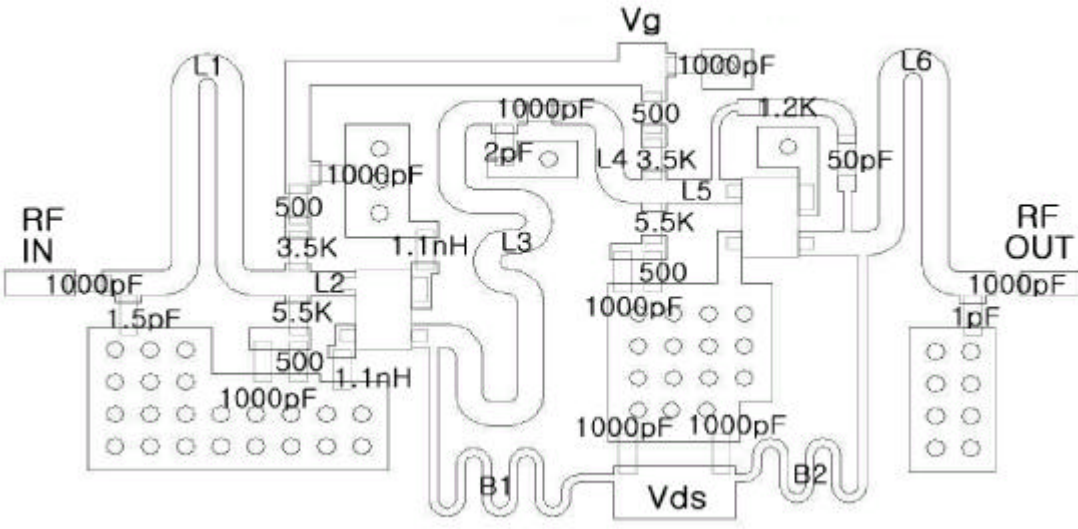 Vg
L1
1000pF
L6
1000pF
500
1.2K
2pF
L4
3.5K
50pF
1000pF
L5
500
5.5K
RF
IN
3.5K
1.1nH
L3
RF
OUT
1000pF
L2
500
1000pF
1000pF
1.5pF
5.5K
1pF
500
1.1nH
1000pF
1000pF
1000pF
B1
Vds
B2